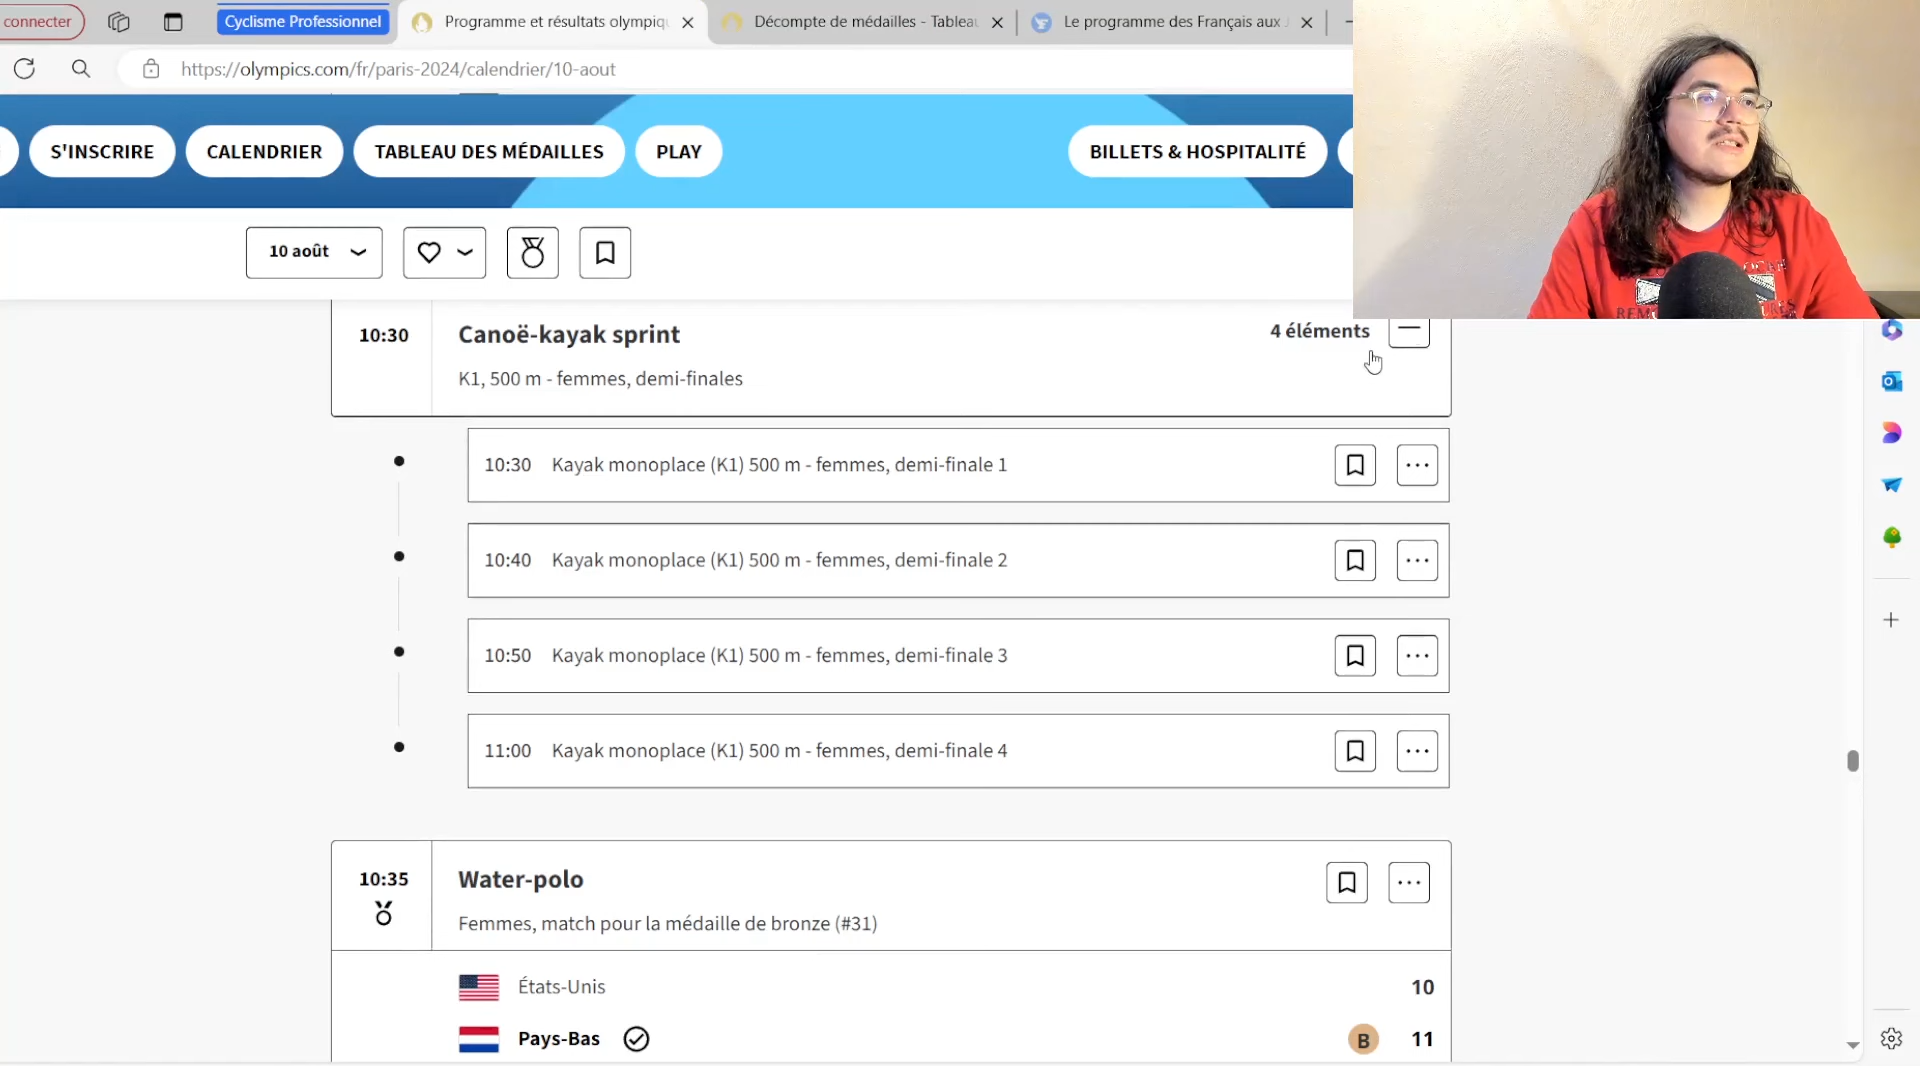 connecter
Cyclisme Professionnel
Programme et résultats olympiqu
Décompte de médailles - Tableau
Le programme des Français aux J
https://olympics.com/fr/paris-2024/calendrier/10-aout
S'INSCRIRE
CALENDRIER
TABLEAU DES MÉDAILLES
PLAY
BILLETS & HOSPITALITÉ
10 août
10:30
Canoë-kayak sprint
4 éléments
K1, 500 m - femmes, demi-finales
10:30 Kayak monoplace (K1) 500 m - femmes, demi-finale 1
10:40 Kayak monoplace (K1) 500 m - femmes, demi-finale 2
10:50 Kayak monoplace (K1) 500 m - femmes, demi-finale 3
11:00 Kayak monoplace (K1) 500 m - femmes, demi-finale 4
10:35
Water-polo
Femmes, match pour la médaille de bronze (#31)
États-Unis 10
Pays-Bas B 11